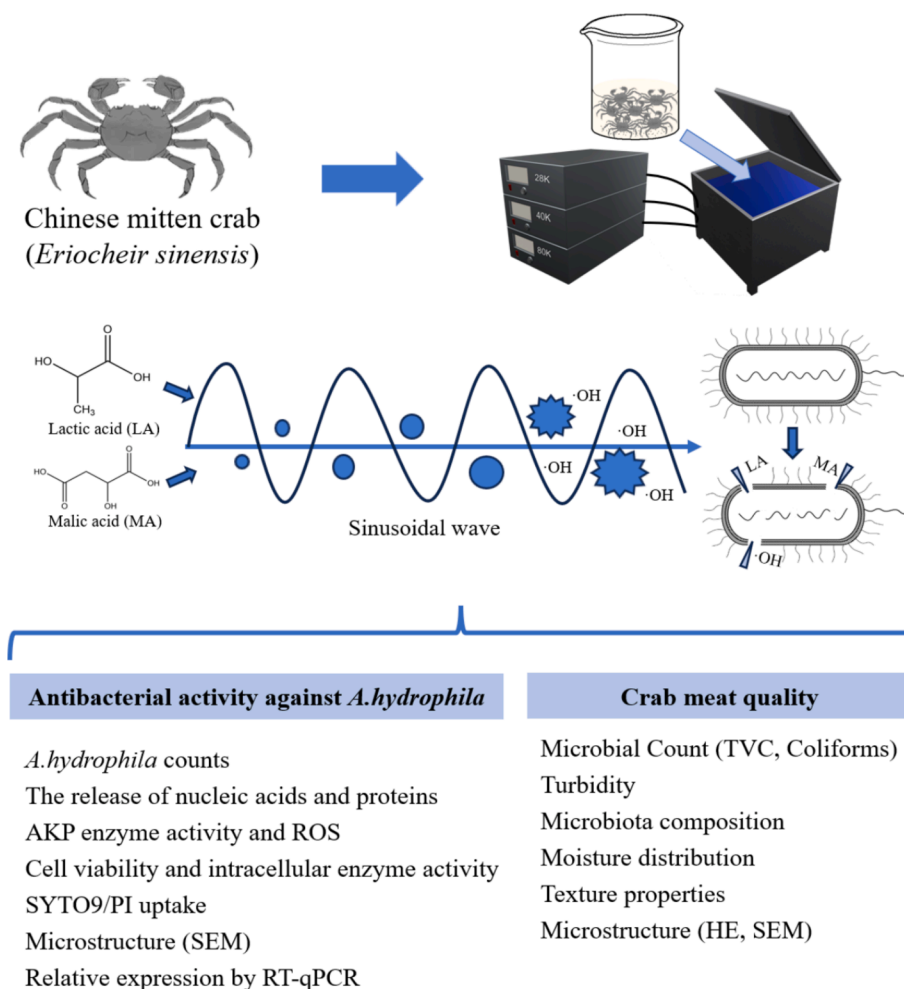 Chinese mitten crab
(Eriocheir sinensis)
28K
40K
80K
O
HO
OH
CH₃
Lactic acid (LA)
O
HO
OH
O
OH
Malic acid (MA)
·OH
·OH
·OH
·OH
Sinusoidal wave
LA
MA
·OH
Antibacterial activity against A.hydrophila
A.hydrophila counts
The release of nucleic acids and proteins
AKP enzyme activity and ROS
Cell viability and intracellular enzyme activity
SYTO9/PI uptake
Microstructure (SEM)
Relative expression by RT-qPCR
Crab meat quality
Microbial Count (TVC, Coliforms)
Turbidity
Microbiota composition
Moisture distribution
Texture properties
Microstructure (HE, SEM)